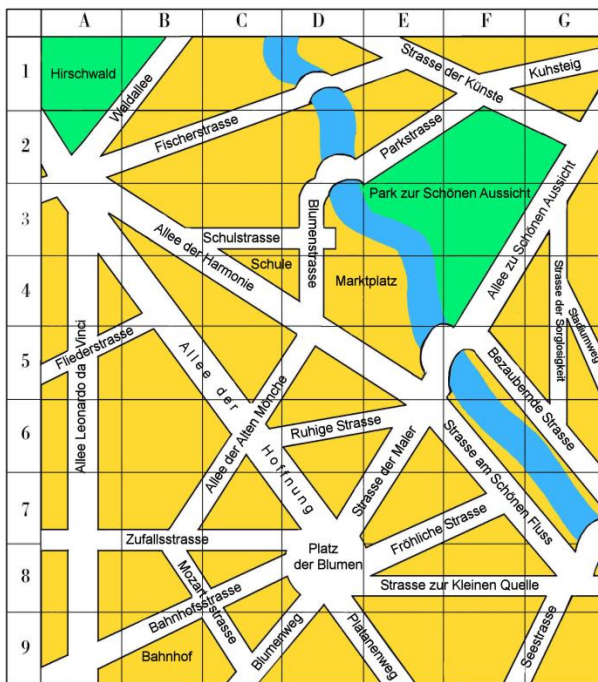 A B C D E F G
1
Hirschwald
Waldallee
Strasse der Künste
Kuhsteig
2
Fischerstrasse
Parkstrasse
3
Park zur Schönen Aussicht
Allee der Harmonie
Schulstrasse
Blumenstrasse
Allee zu Schönen Aussicht
4
Schule
Marktplatz
Strasse der Sorglosigkeit
Stadiumweg
5
Fliederstrasse
Allee Leonardo da Vinci
Allee der Hoffnung
Allee der Alten Mönche
Bezaubernde Strasse
6
Ruhige Strasse
Strasse der Maler
Strasse am Schönen Fluss
7
Zufallsstrasse
Fröhliche Strasse
8
Platz
der Blumen
Mozartstrasse
Bahnhofsstrasse
Strasse zur Kleinen Quelle
9
Bahnhof
Blumenweg
Platanenweg
Seestrasse